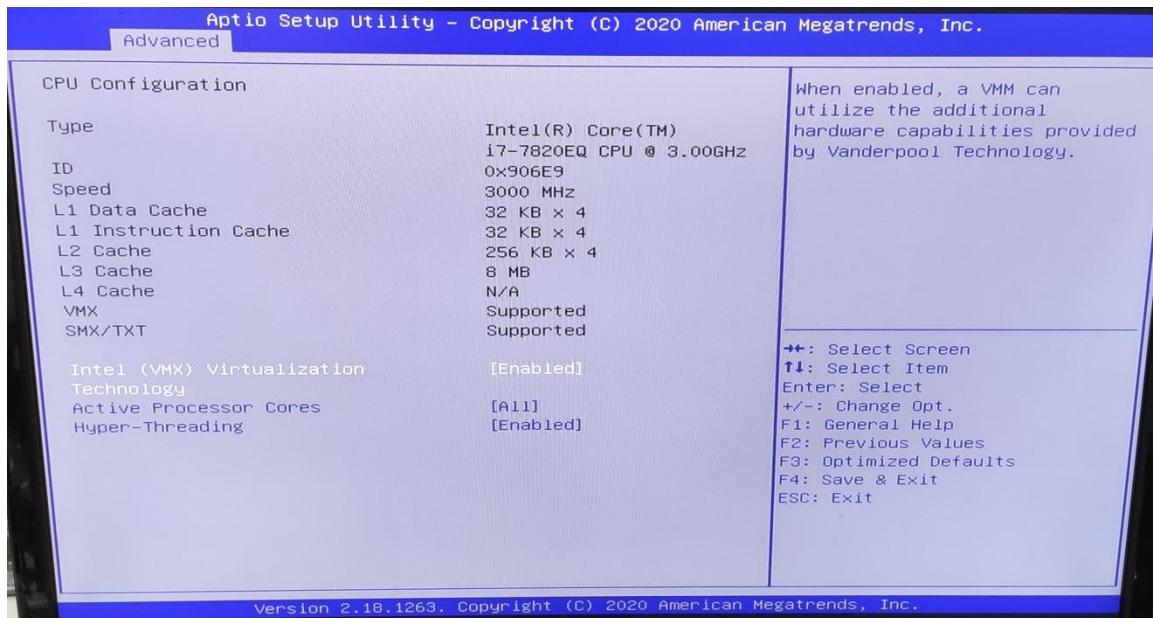 Aptio Setup Utility – Copyright (C) 2020 American Megatrends, Inc.
Advanced
CPU Configuration
Type Intel(R) Core(TM)
i7-7820EQ CPU @ 3.00GHz
ID 0x906E9
Speed 3000 MHz
L1 Data Cache 32 KB x 4
L1 Instruction Cache 32 KB x 4
L2 Cache 256 KB x 4
L3 Cache 8 MB
L4 Cache N/A
VMX Supported
SMX/TXT Supported
Intel (VMX) Virtualization [Enabled]
Technology
Active Processor Cores [All]
Hyper-Threading [Enabled]
When enabled, a VMM can
utilize the additional
hardware capabilities provided
by Vanderpool Technology.
→←: Select Screen
↑↓: Select Item
Enter: Select
+/-: Change Opt.
F1: General Help
F2: Previous Values
F3: Optimized Defaults
F4: Save & Exit
ESC: Exit
Version 2.18.1263. Copyright (C) 2020 American Megatrends, Inc.